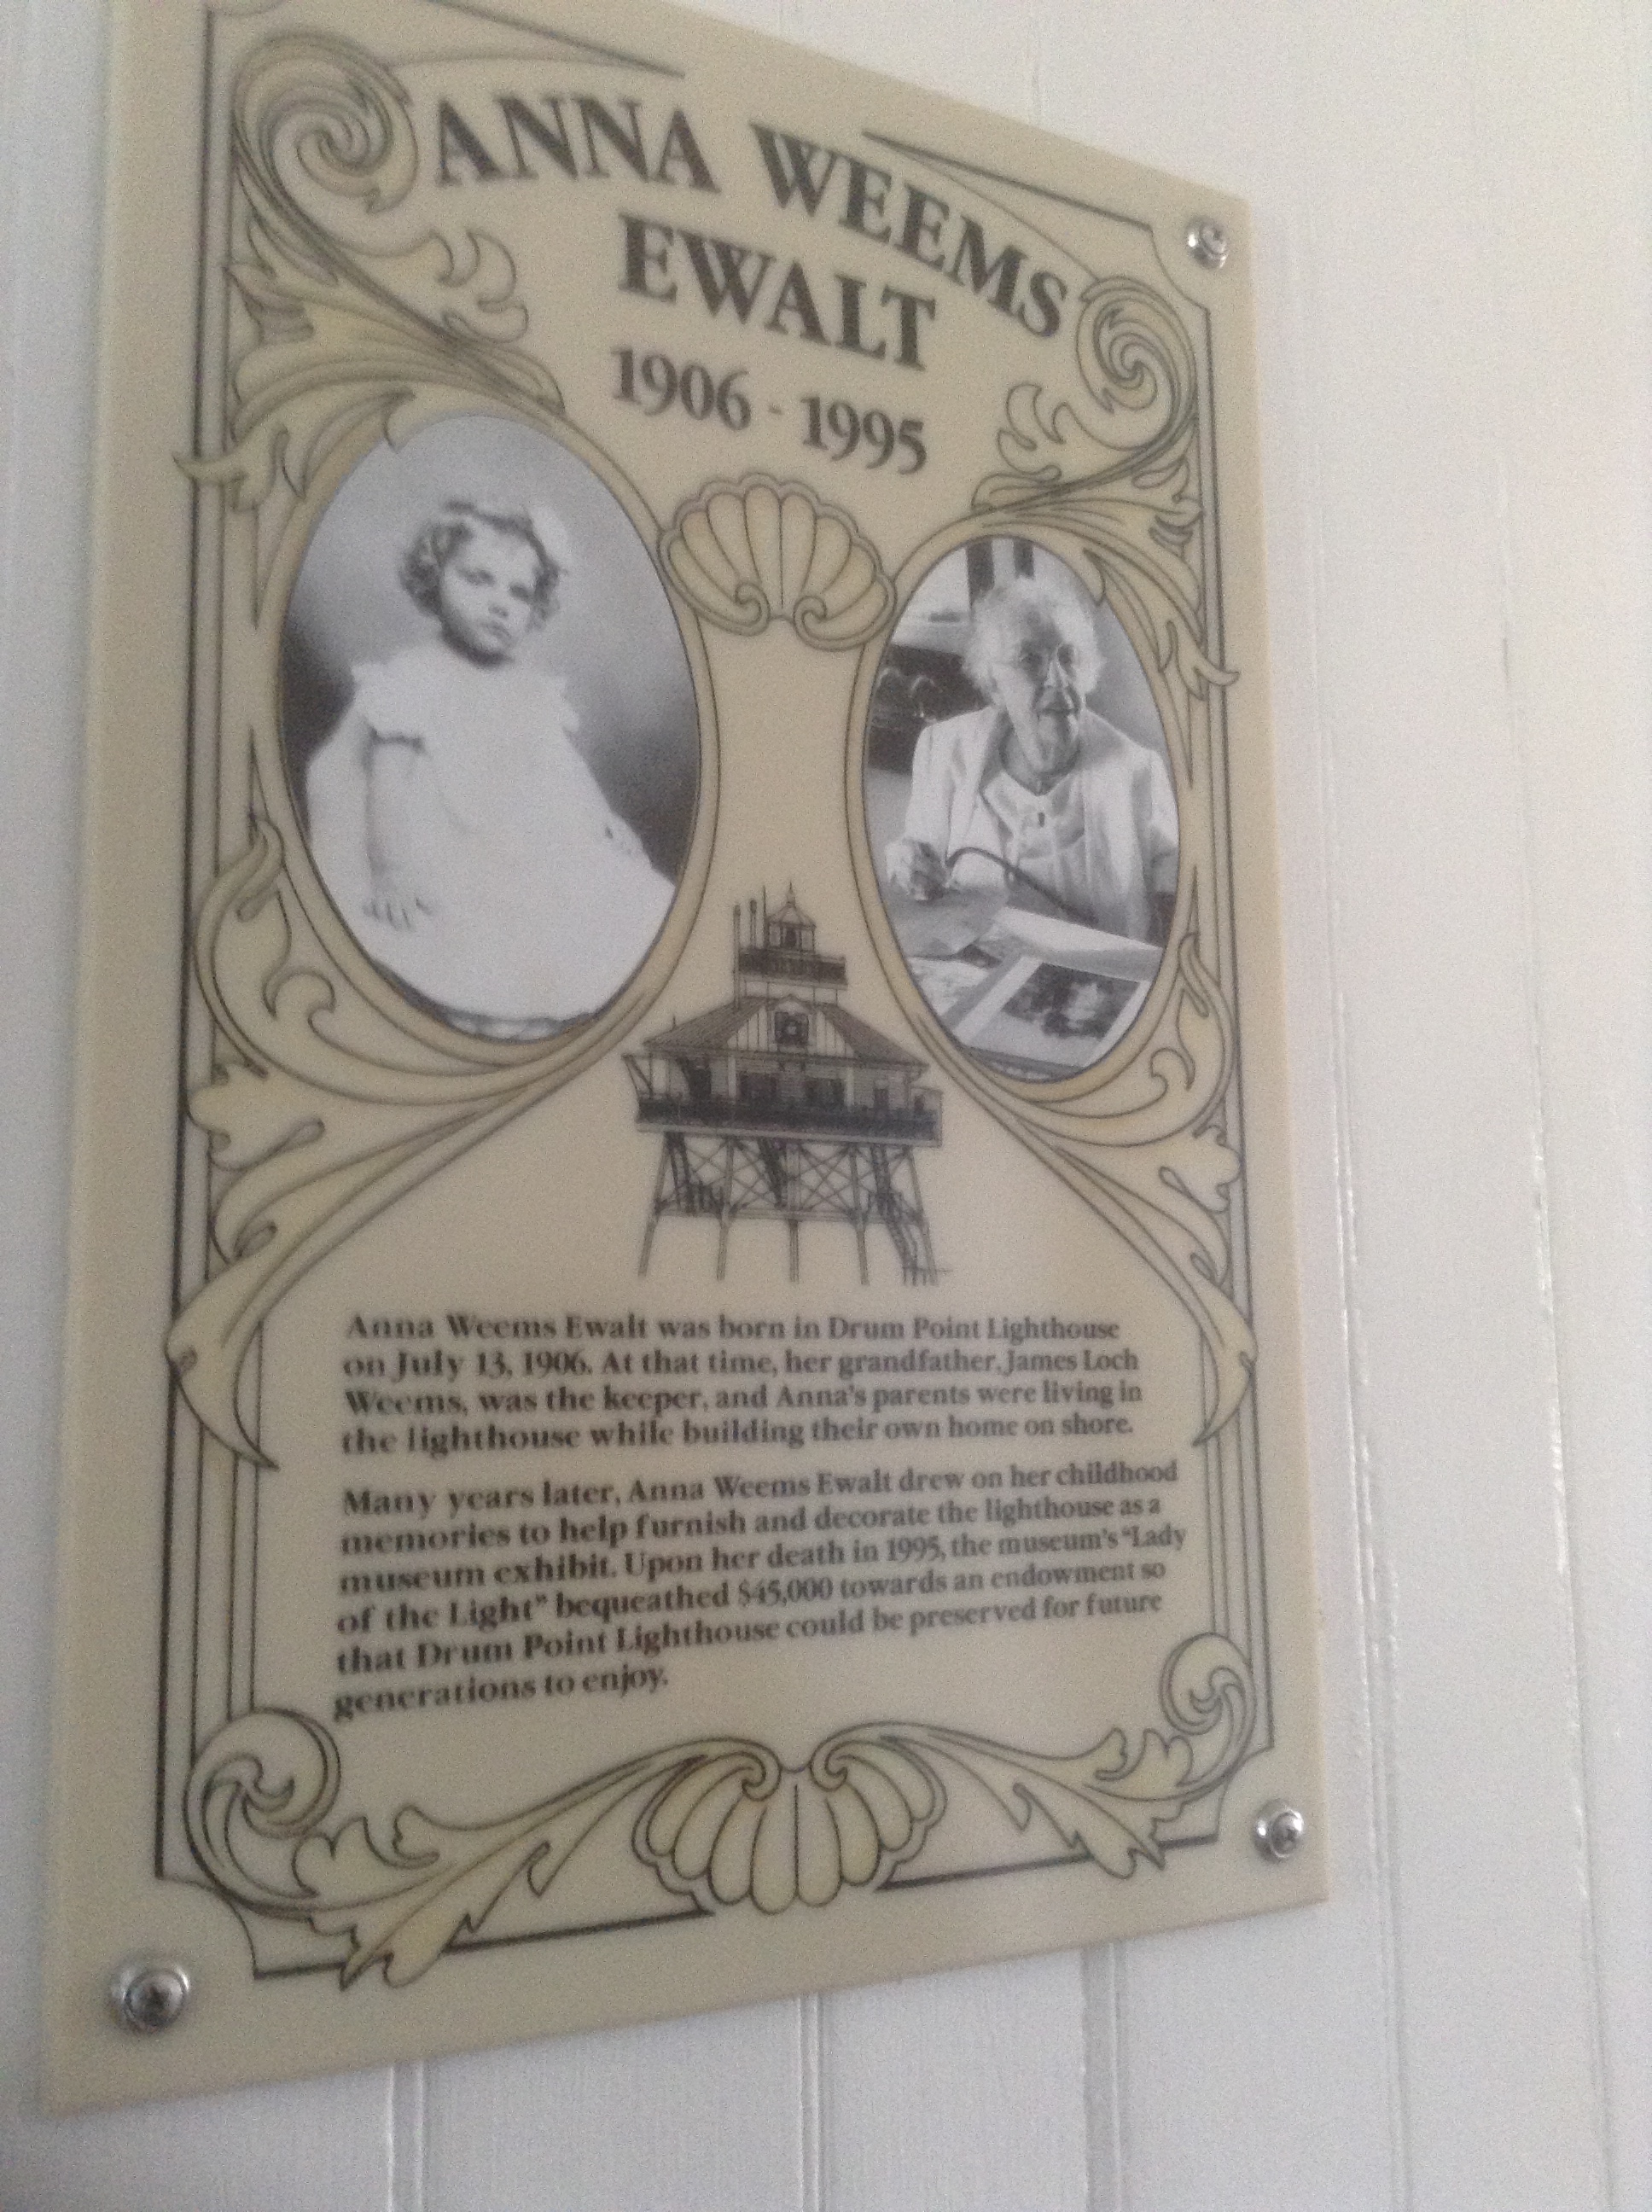 ANNA WEEMS
EWALT
1906 - 1995
Anna Weems Ewalt was born in Drum Point Lighthouse
on July 13, 1906. At that time, her grandfather, James Loch
Weems, was the keeper, and Anna's parents were living in
the lighthouse while building their own home on shore.
Many years later, Anna Weems Ewalt drew on her childhood
memories to help furnish and decorate the lighthouse as a
museum exhibit. Upon her death in 1995, the museum's "Lady
of the Light" bequeathed $45,000 towards an endowment so
that Drum Point Lighthouse could be preserved for future
generations to enjoy.